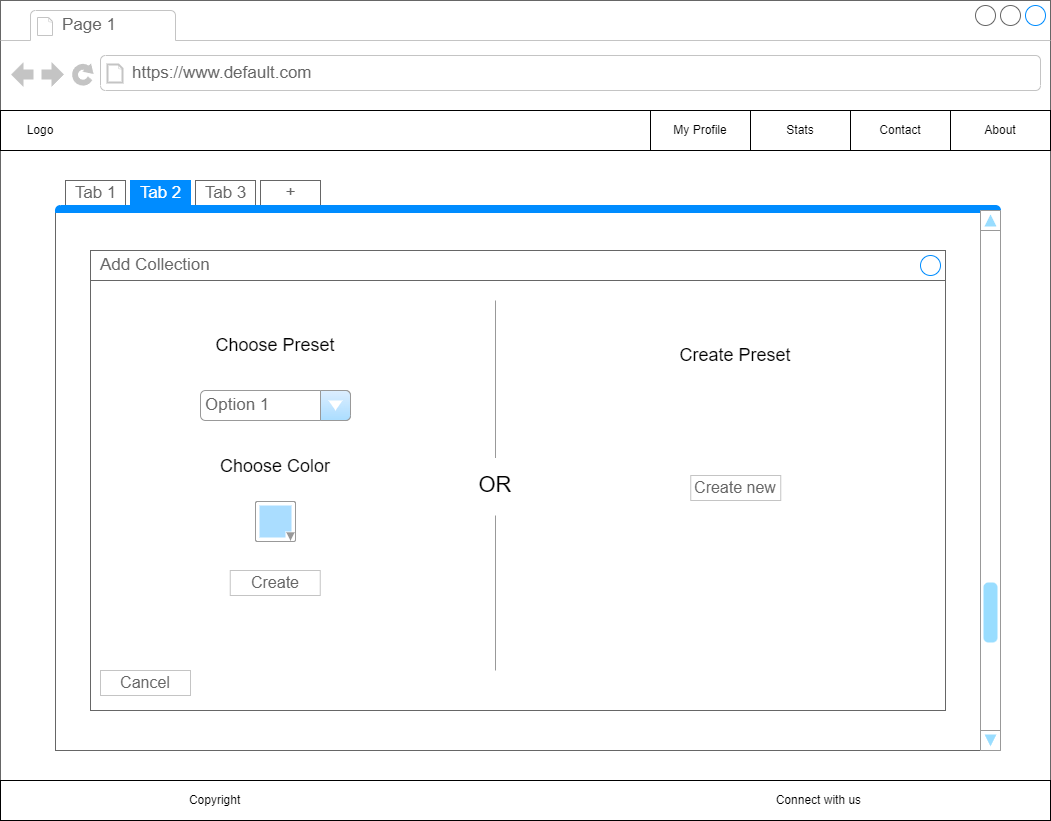 Page 1
https://www.default.com
Logo
My Profile
Stats
Contact
About
Tab 1
Tab 2
Tab 3
+
Add Collection
Choose Preset
Option 1
Choose Color
Create
Cancel
OR
Create Preset
Create new
Copyright
Connect with us